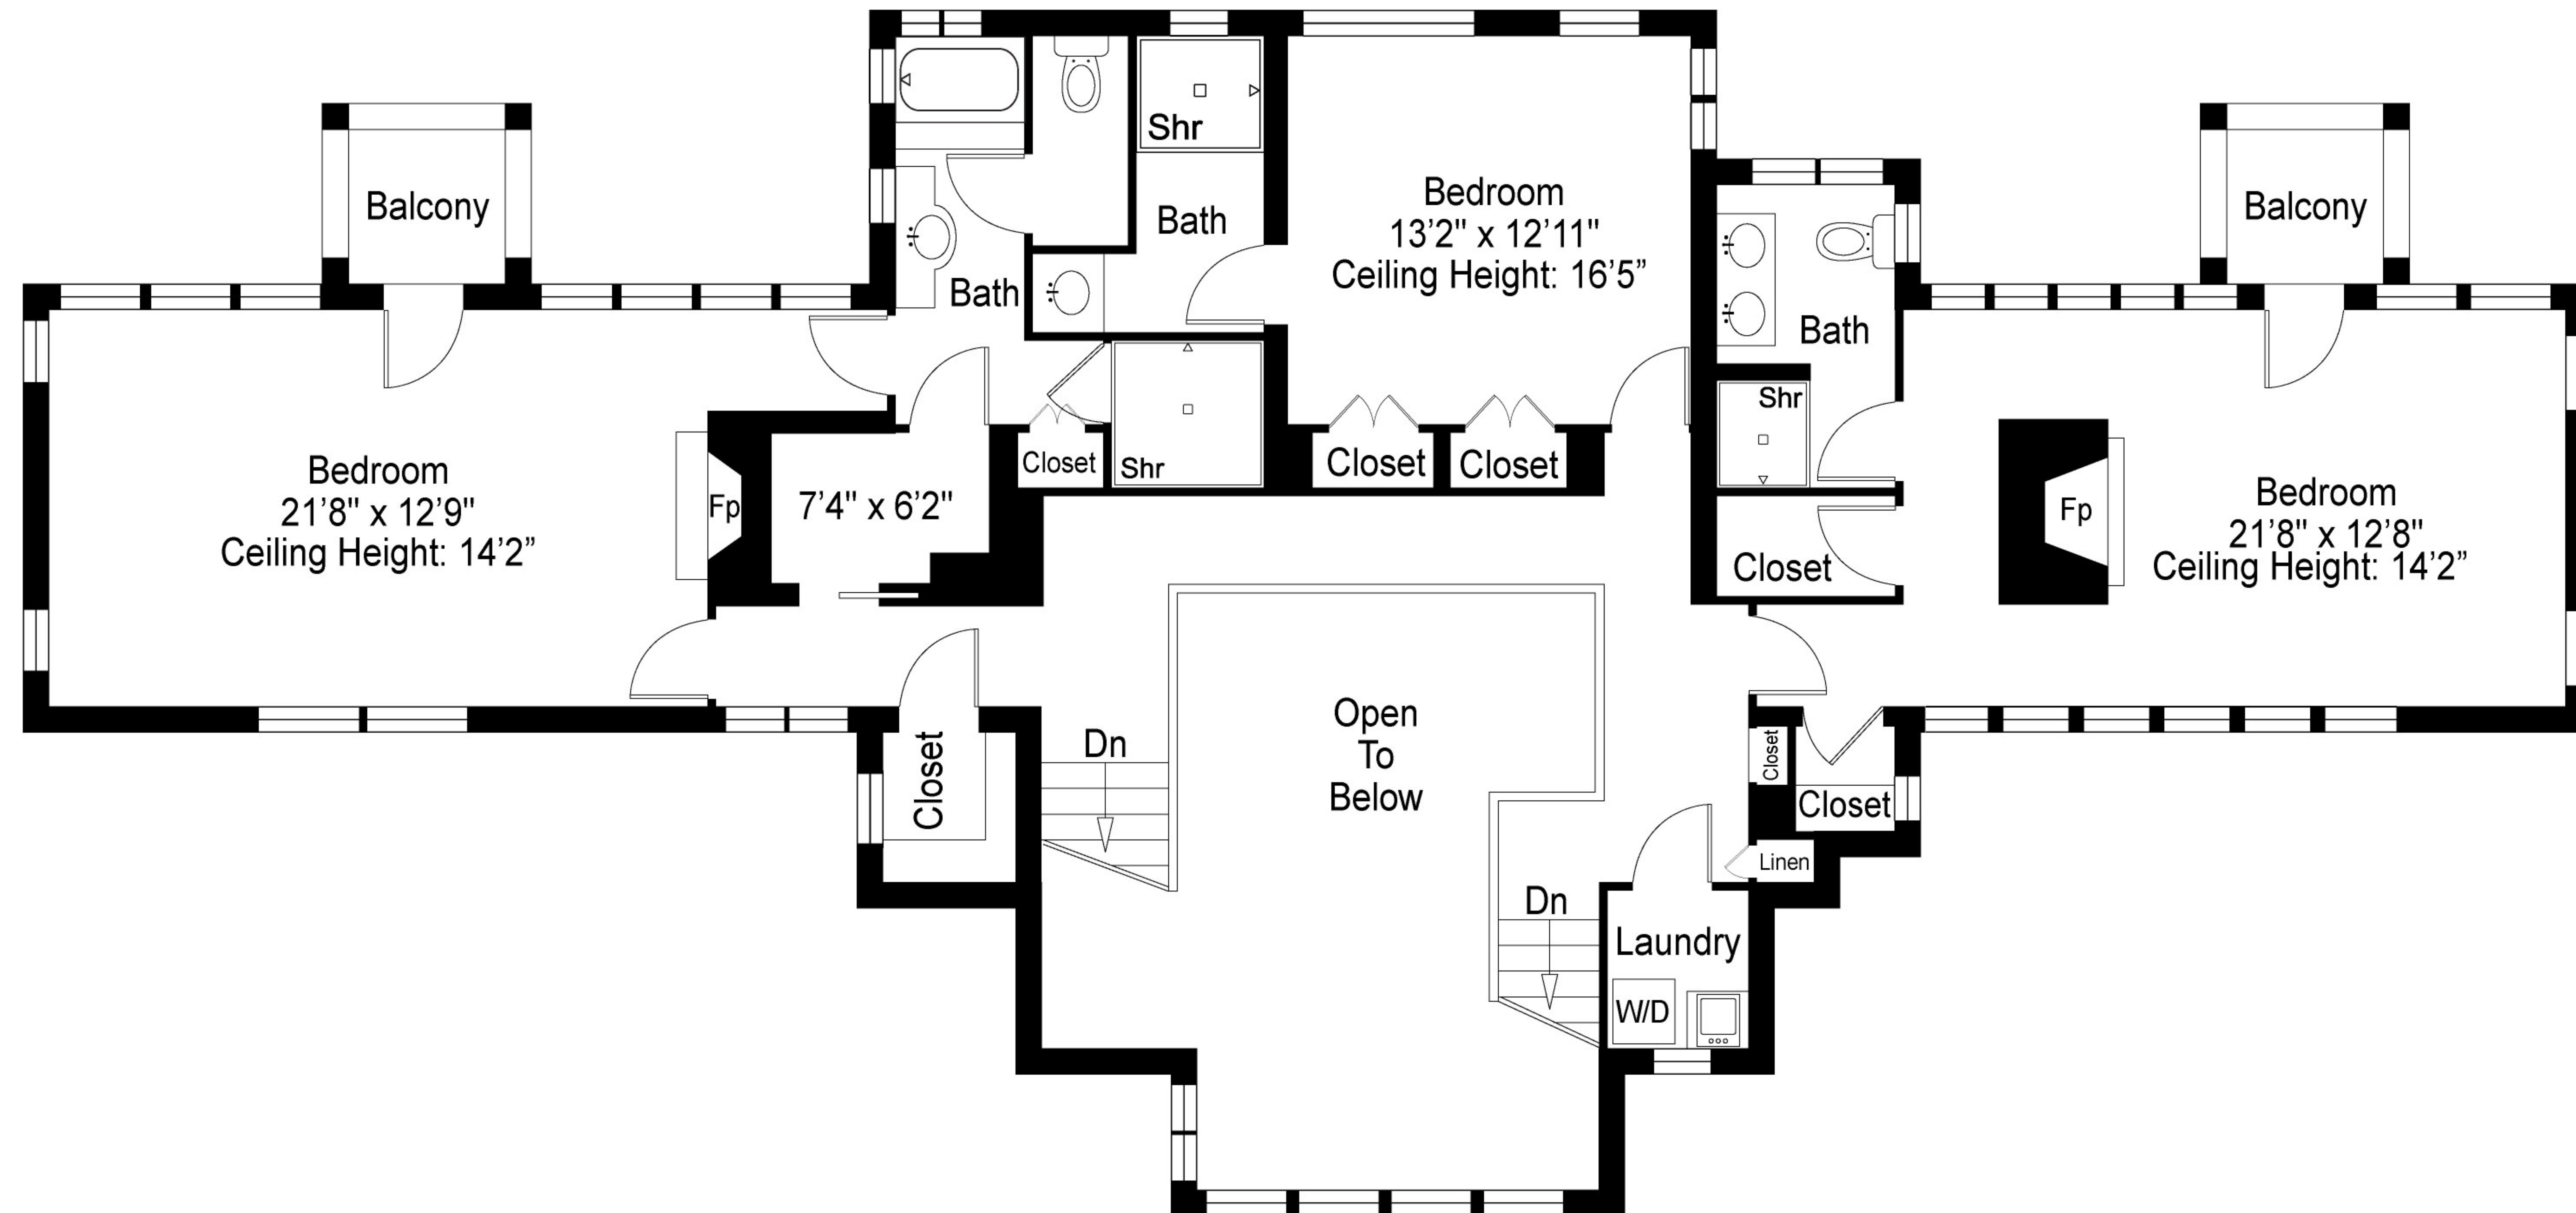 Balcony
Bedroom
21'8" x 12'9"
Ceiling Height: 14'2”
Fp
7'4" x 6'2"
Closet
Bath
Closet
Shr
Shr
Bath
Bedroom
13'2" x 12'11"
Ceiling Height: 16'5”
Closet
Closet
Bath
Shr
Closet
Balcony
Fp
Bedroom
21'8" x 12'8"
Ceiling Height: 14'2”
Dn
Open
To
Below
Dn
Closet
Closet
Linen
Laundry
W/D